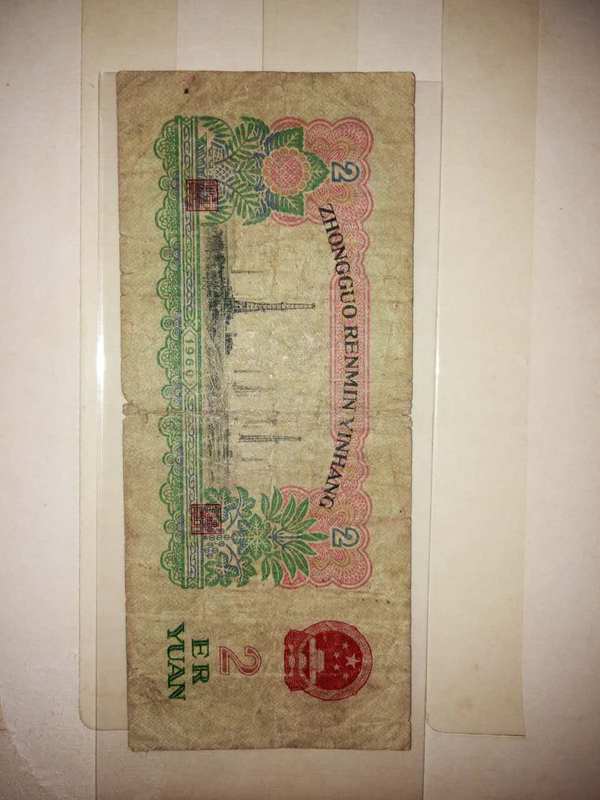 2
ZHONGGUO RENMIN YINHANG
2
1960
2
ER
YUAN